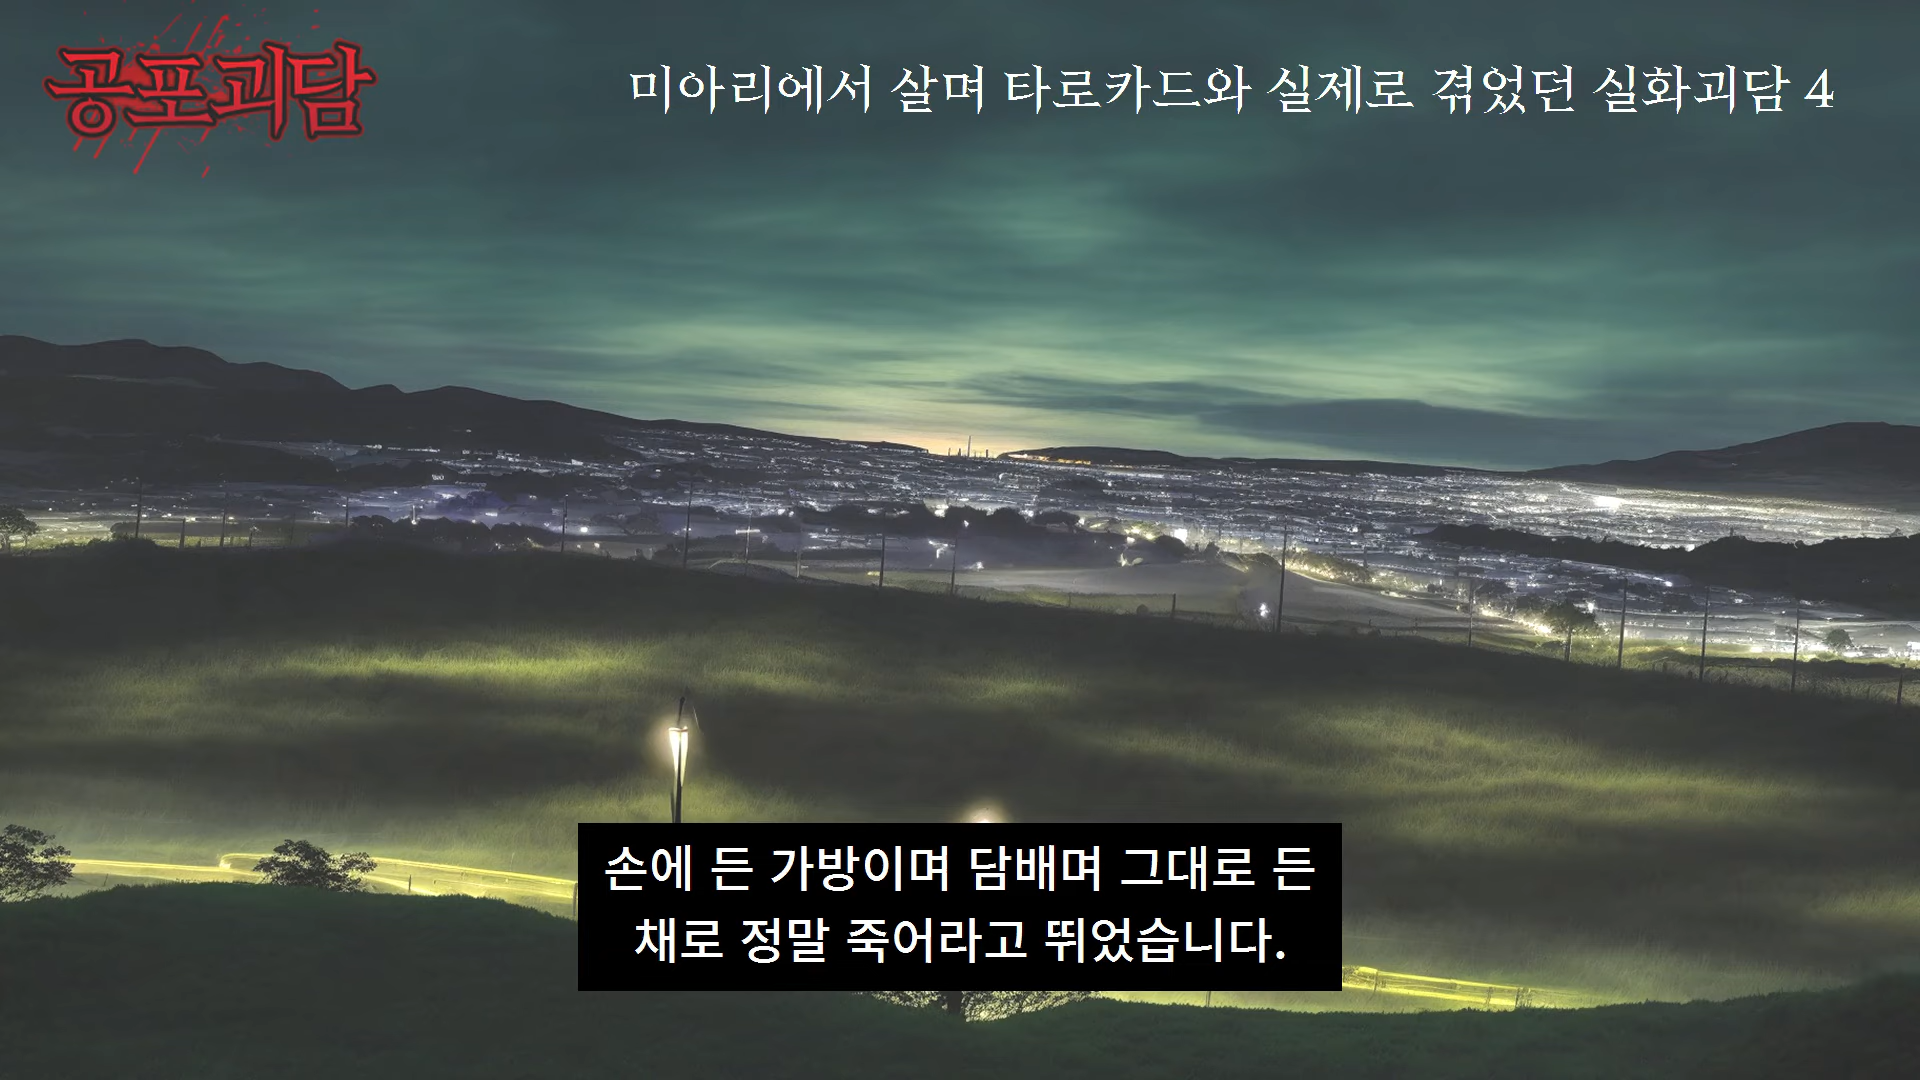 공포괴담
미아리에서 살며 타로카드와 실제로 겪었던 실화괴담 4
손에 든 가방이며 담배며 그대로 든
채로 정말 죽어라고 뛰었습니다.